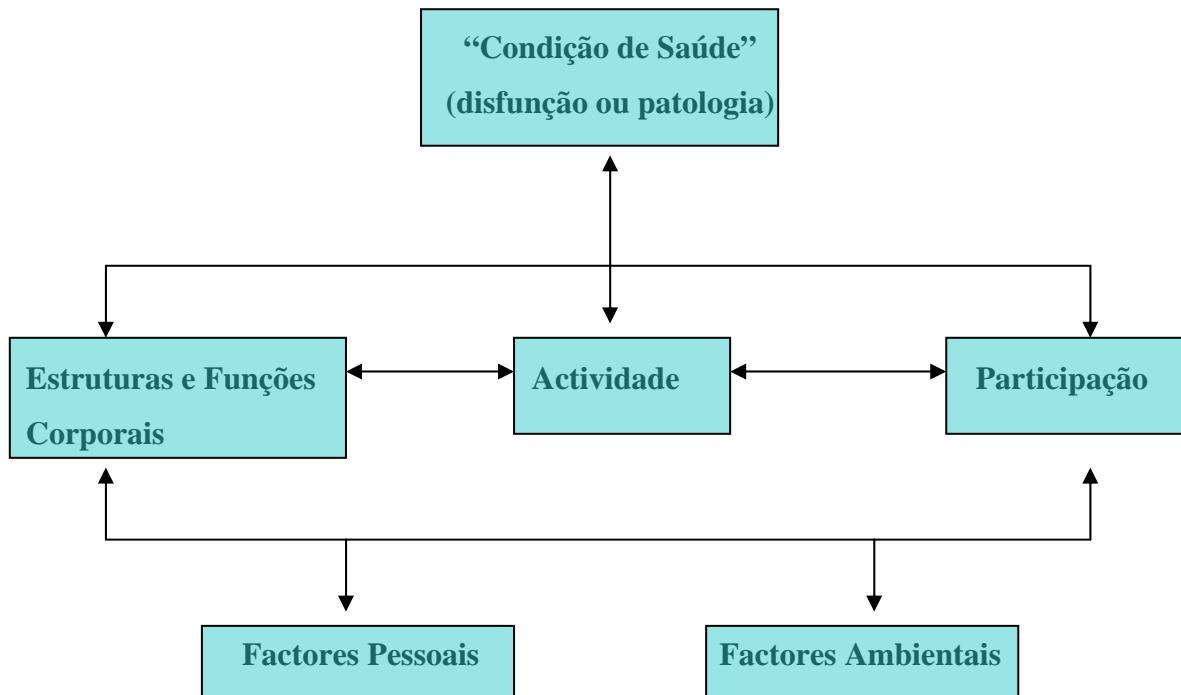 “Condição de Saúde”
(disfunção ou patologia)
Estruturas e Funções
Corporais
Actividade
Participação
Factores Pessoais
Factores Ambientais